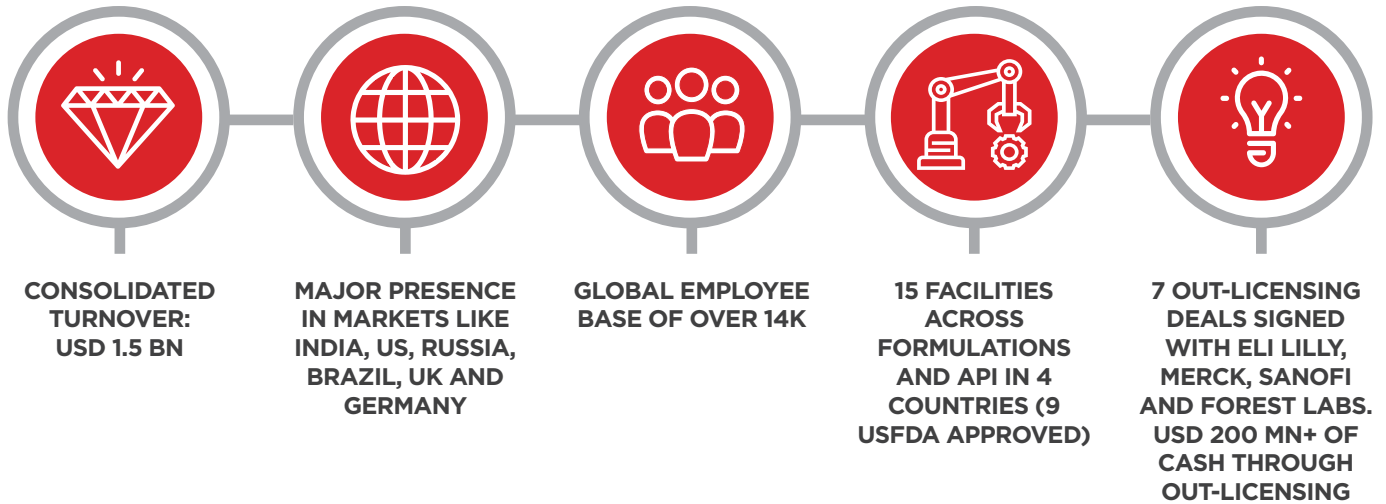 CONSOLIDATED
TURNOVER:
USD 1.5 BN
MAJOR PRESENCE
IN MARKETS LIKE
INDIA, US, RUSSIA,
BRAZIL, UK AND
GERMANY
GLOBAL EMPLOYEE
BASE OF OVER 14K
15 FACILITIES
ACROSS
FORMULATIONS
AND API IN 4
COUNTRIES (9
USFDA APPROVED)
7 OUT-LICENSING
DEALS SIGNED
WITH ELI LILLY,
MERCK, SANOFI
AND FOREST LABS.
USD 200 MN+ OF
CASH THROUGH
OUT-LICENSING